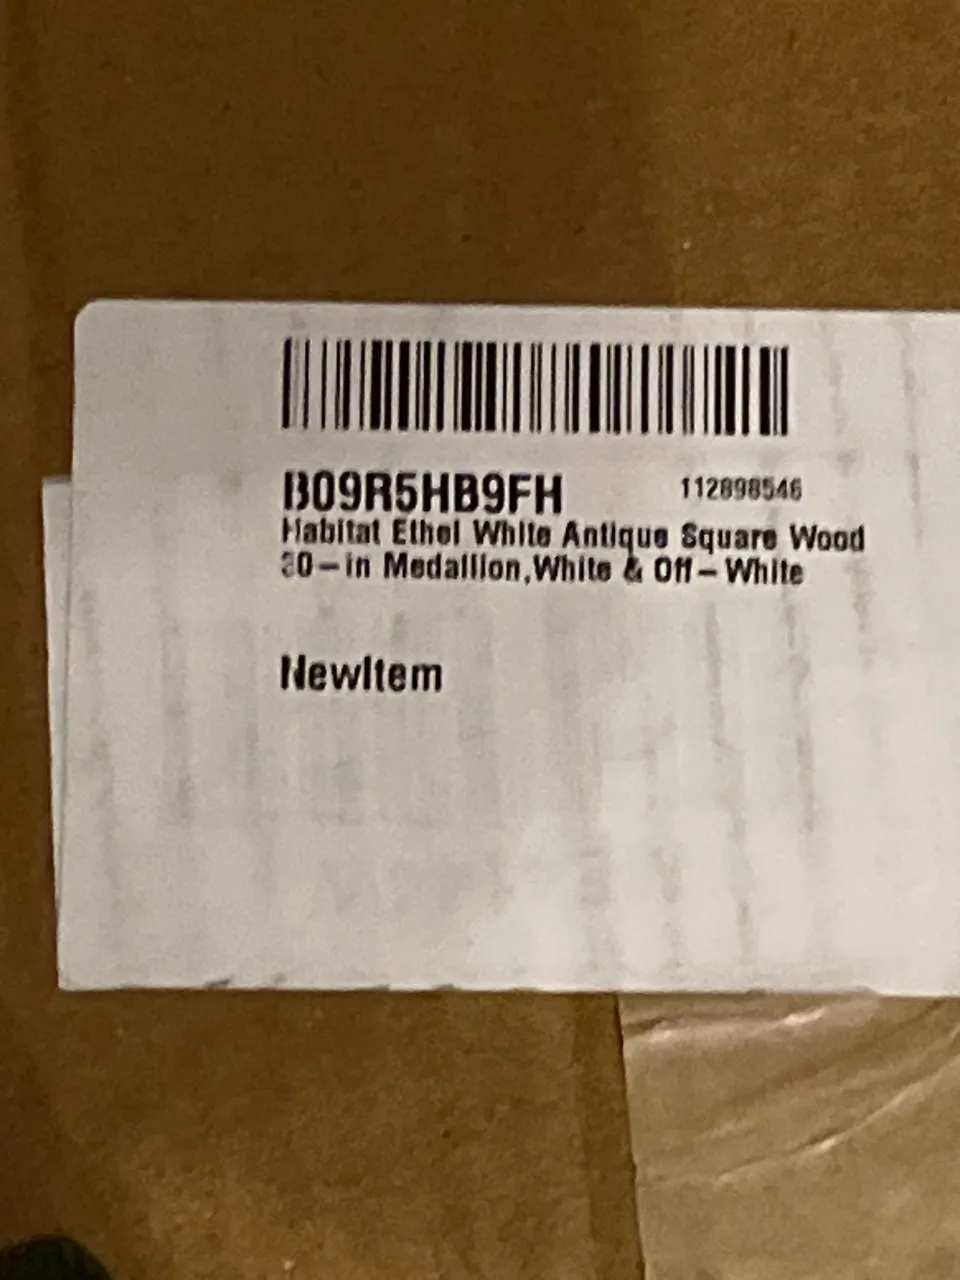 B09R5HB9FH 112898546
Habitat Ethel White Antique Square Wood
30-in Medallion,White & Off-White
NewItem